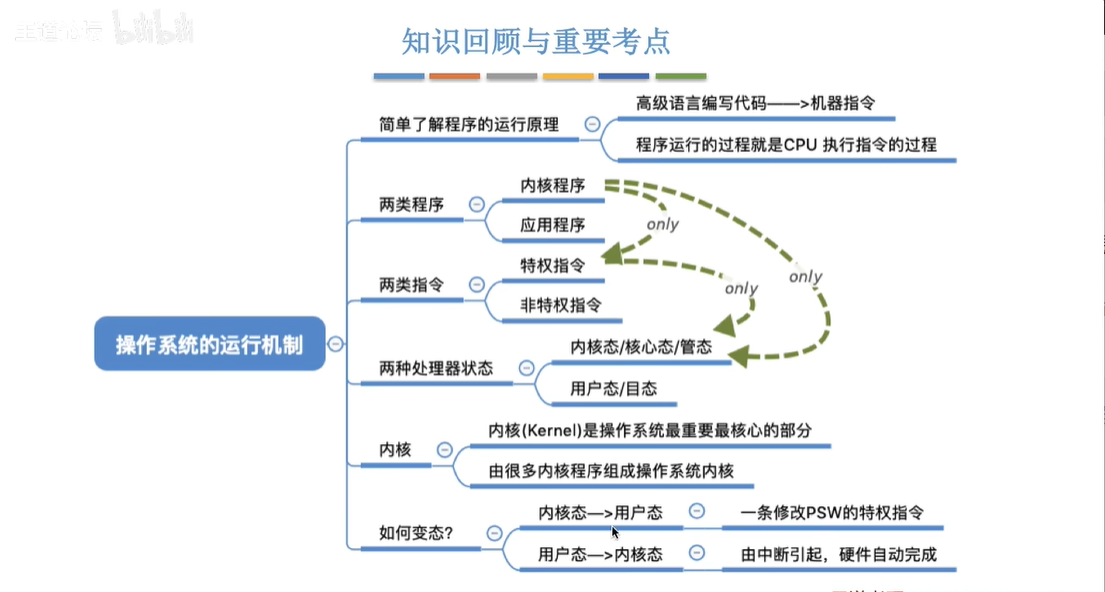 bilibili
知识回顾与重要考点
简单了解程序的运行原理
高级语言编写代码——>机器指令
程序运行的过程就是CPU 执行指令的过程
两类程序
内核程序
应用程序
only
only
only
两类指令
特权指令
非特权指令
操作系统的运行机制
两种处理器状态
内核态/核心态/管态
用户态/目态
内核
内核(Kernel)是操作系统最重要最核心的部分
由很多内核程序组成操作系统内核
如何变态?
内核态—>用户态
一条修改PSW的特权指令
用户态—>内核态
由中断引起，硬件自动完成